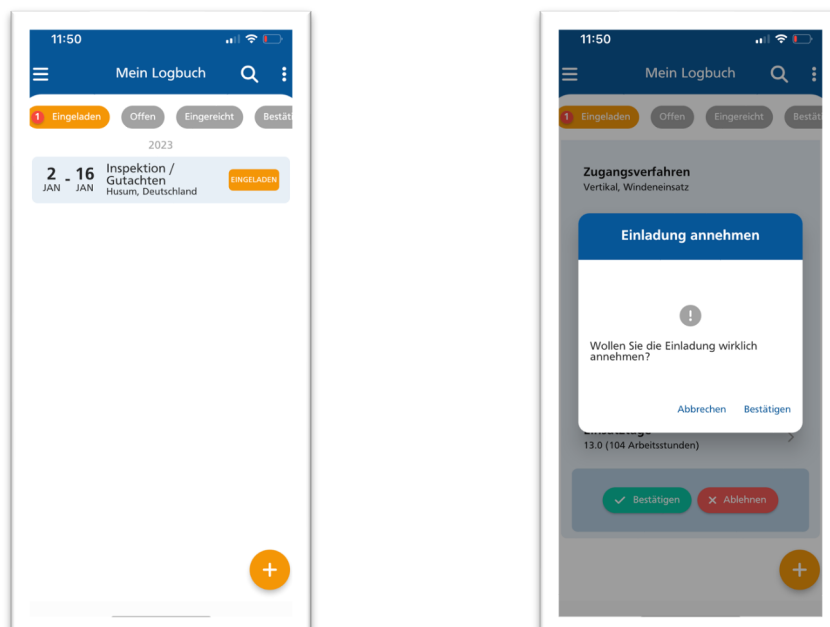 11:50
Mein Logbuch
1 Eingeladen Offen Eingereicht Bestäti
2023
2 - 16 Inspektion /
JAN JAN Gutachten
Husum, Deutschland
EINGELADEN
11:50
Mein Logbuch
1 Eingeladen Offen Eingereicht Bestät
Zugangsverfahren
Vertikal, Windeneinsatz
Einladung annehmen
Wollen Sie die Einladung wirklich
annehmen?
Abbrechen Bestätigen
13.0 (104 Arbeitsstunden)
Bestätigen Ablehnen